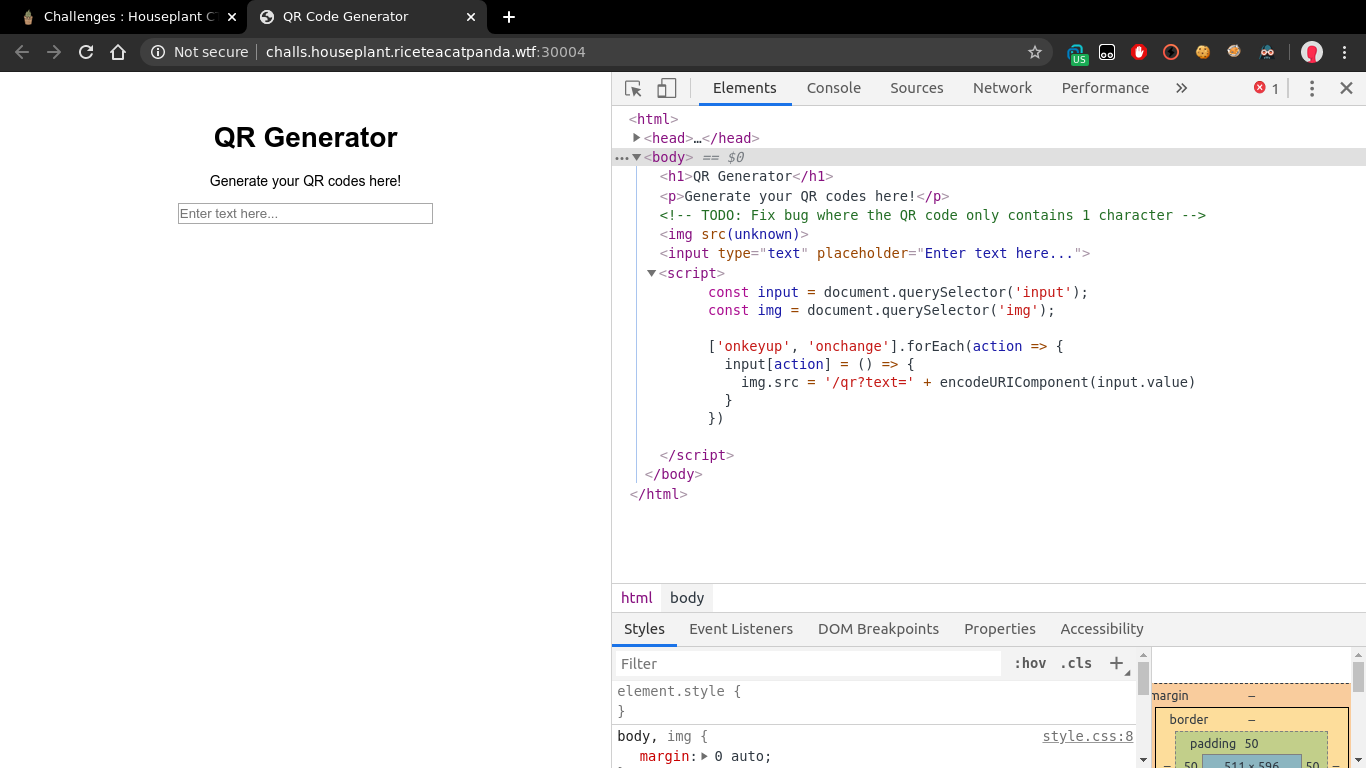 Challenges : Houseplant C
QR Code Generator
Not secure
challs.houseplant.riceteacatpanda.wtf:30004
US
QR Generator
Generate your QR codes here!
Enter text here...
Elements Console Sources Network Performance » 1
<html>
<head>…</head>
<body> == $0
<h1>QR Generator</h1>
<p>Generate your QR codes here!</p>
<!-- TODO: Fix bug where the QR code only contains 1 character -->
<img src(unknown)>
<input type="text" placeholder="Enter text here...">
<script>
const input = document.querySelector('input');
const img = document.querySelector('img');
['onkeyup', 'onchange'].forEach(action => {
input[action] = () => {
img.src = '/qr?text=' + encodeURIComponent(input.value)
}
})
</script>
</body>
</html>
html body
Styles Event Listeners DOM Breakpoints Properties Accessibility
Filter :hov .cls +
element.style {
}
body, img { style.css:8
margin: 0 auto;
margin –
border –
padding 50
– 50 511 × 596 50 –